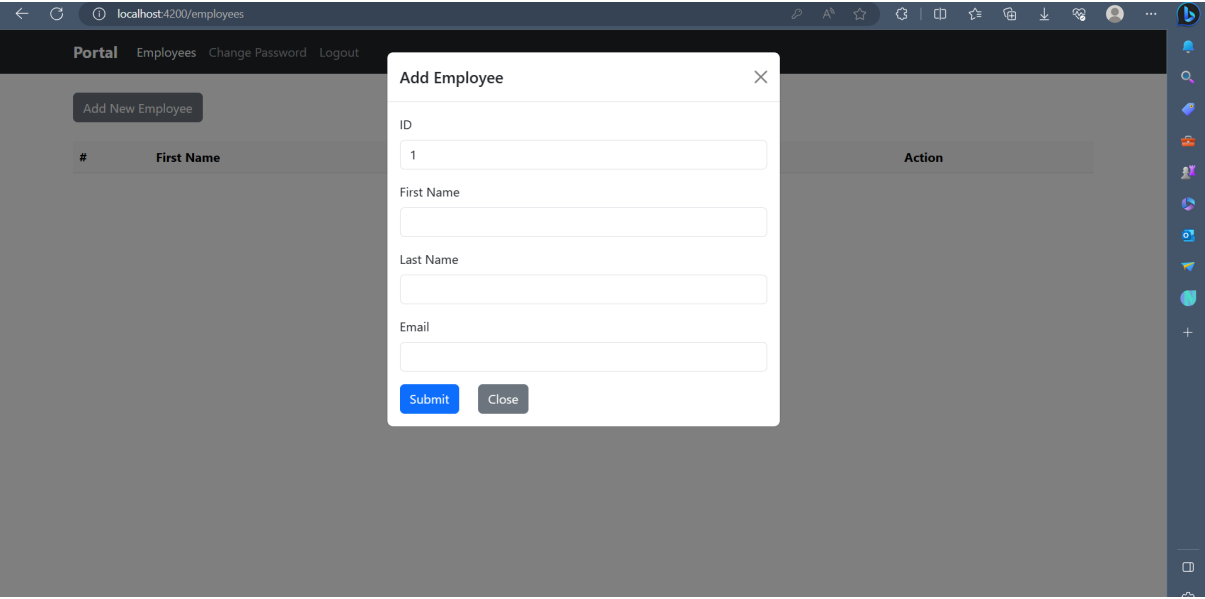 localhost:4200/employees
Portal Employees Change Password Logout
Add New Employee
# First Name Action
Add Employee
ID
1
First Name
Last Name
Email
Submit Close